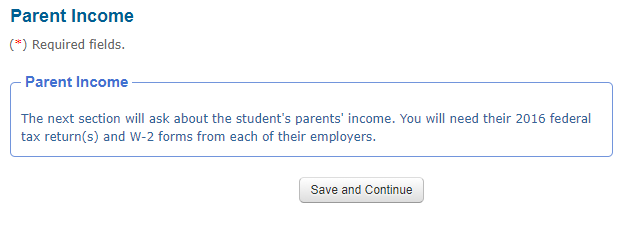 Parent Income
(*) Required fields.
Parent Income
The next section will ask about the student's parents' income. You will need their 2016 federal
tax return(s) and W-2 forms from each of their employers.
Save and Continue